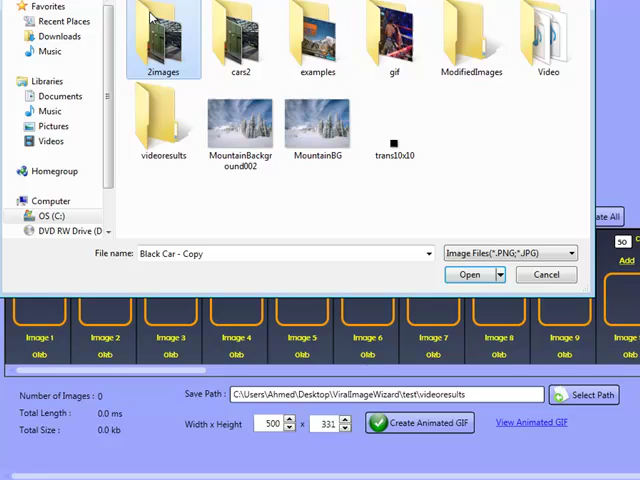 Favorites
Recent Places
Downloads
Music
Libraries
Documents
Music
Pictures
Videos
Homegroup
Computer
OS (C:)
DVD RW Drive (D
2images
cars2
examples
gif
ModifiedImages
Video
videoresults
MountainBackground002
MountainBG
trans10x10
File name:
Black Car - Copy
Image Files(*.PNG;*.JPG)
Open
Cancel
ate All
50
Add
Image 1
Image 2
Image 3
Image 4
Image 5
Image 6
Image 7
Image 8
Image 9
Image
0kb
0kb
0kb
0kb
0kb
0kb
0kb
0kb
0kb
0kb
Number of Images : 0
Total Length : 0.0 ms
Total Size : 0.0 kb
Save Path :
C:\Users\Ahmed\Desktop\ViralImageWizard\test\videoresults
Select Path
Width x Height
500
x
331
Create Animated GIF
View Animated GIF